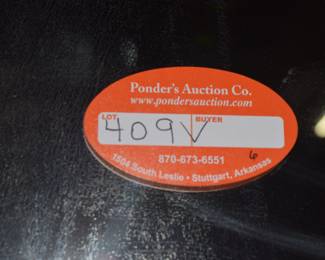 Ponder's Auction Co.
www.pondersauction.com
LOT BUYER
409V
870-673-6551 6
1504 South Leslie • Stuttgart, Arkansas